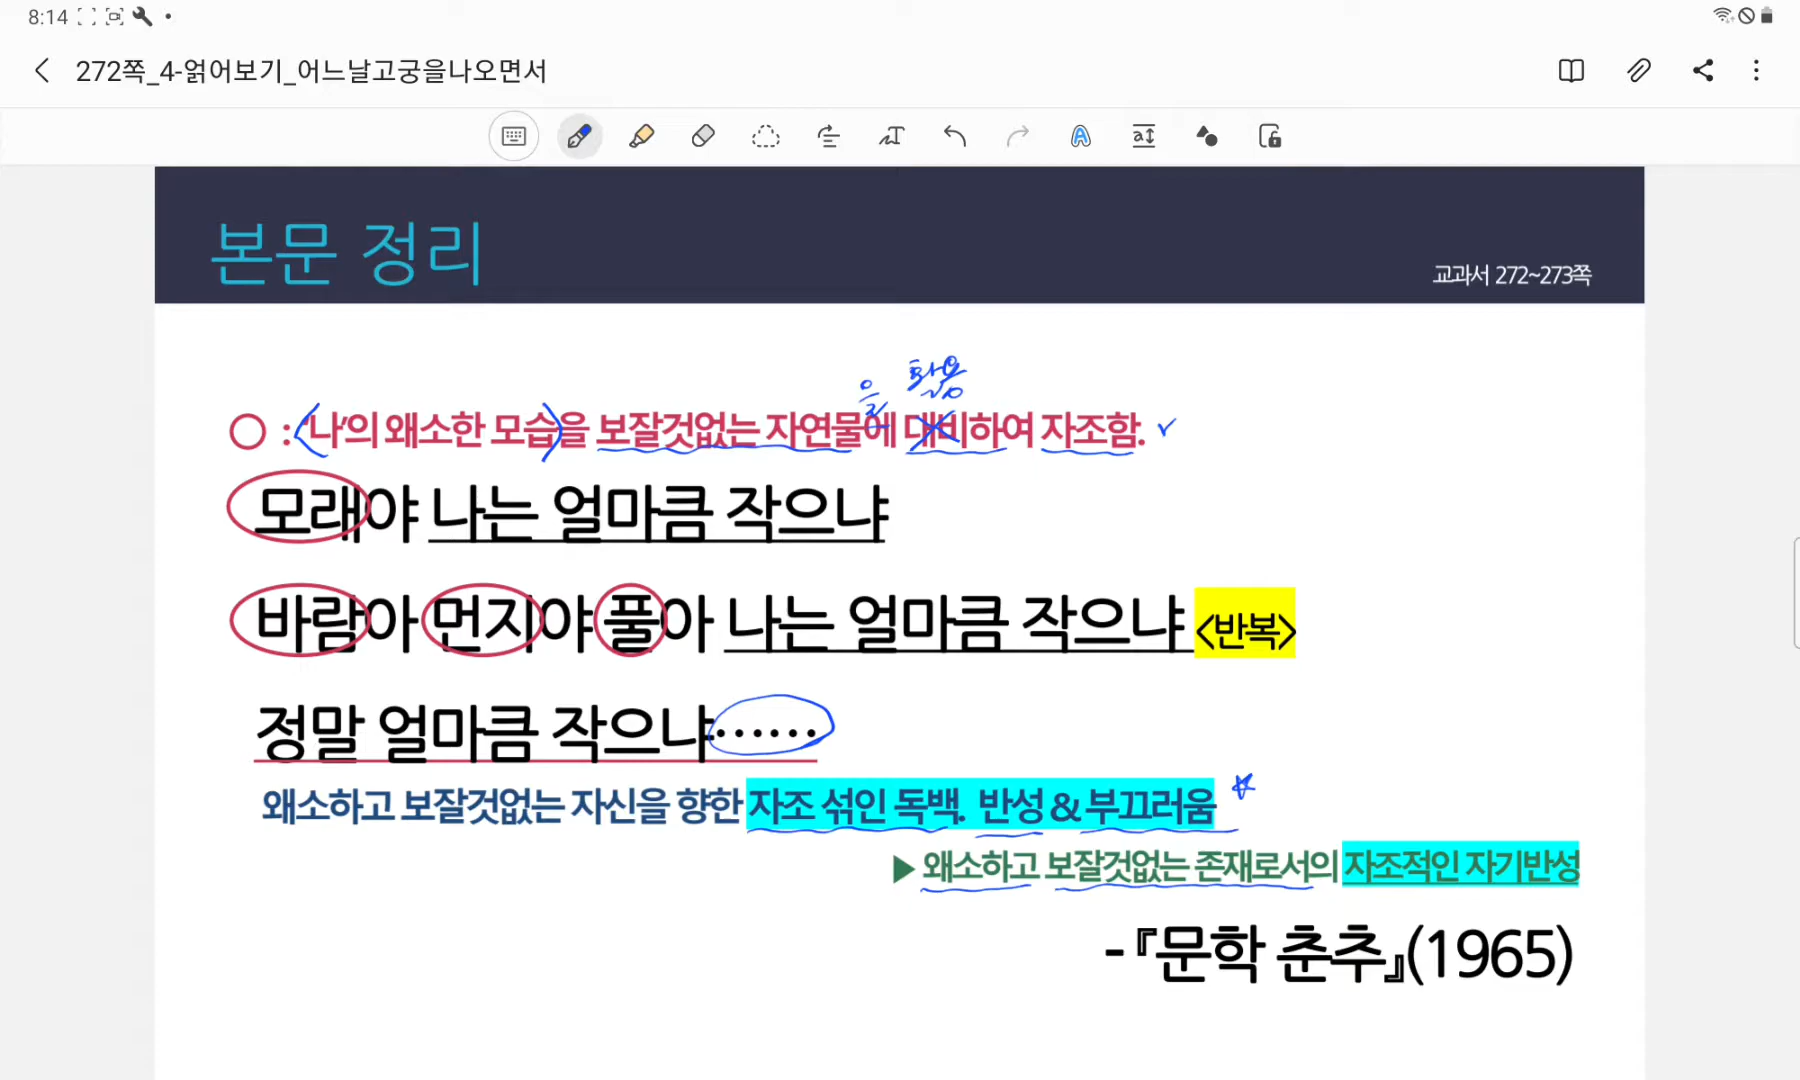 8:14
272쪽_4-얽어보기_어느날고궁을나오면서
본문 정리
교과서 272~273쪽
을 활용
○ : '나'의 왜소한 모습을 보잘것없는 자연물에 대비하여 자조함.
모래야 나는 얼마큼 작으냐
바람아 먼지야 풀아 나는 얼마큼 작으냐 <반복>
정말 얼마큼 작으냐……
왜소하고 보잘것없는 자신을 향한 자조 섞인 독백. 반성 & 부끄러움
▶ 왜소하고 보잘것없는 존재로서의 자조적인 자기반성
-『문학 춘추』(1965)